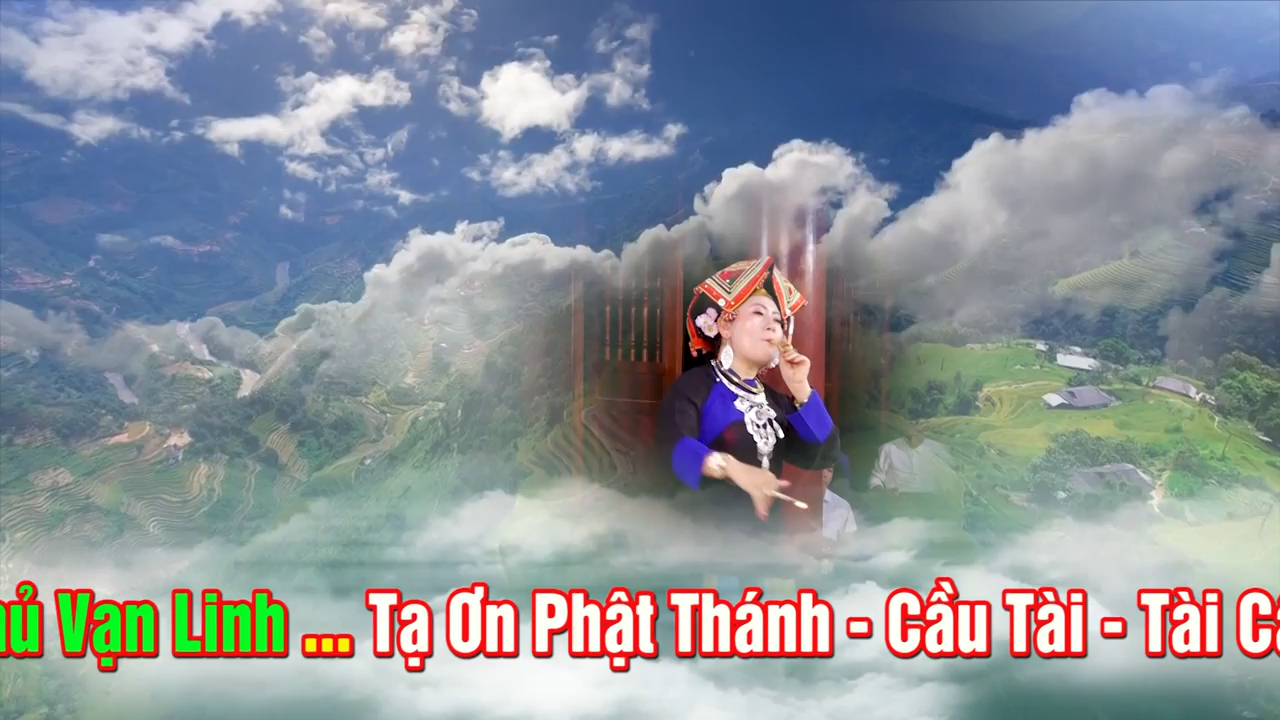 Vạn Linh ... Tạ Ơn Phật Thánh - Cầu Tài - Tài